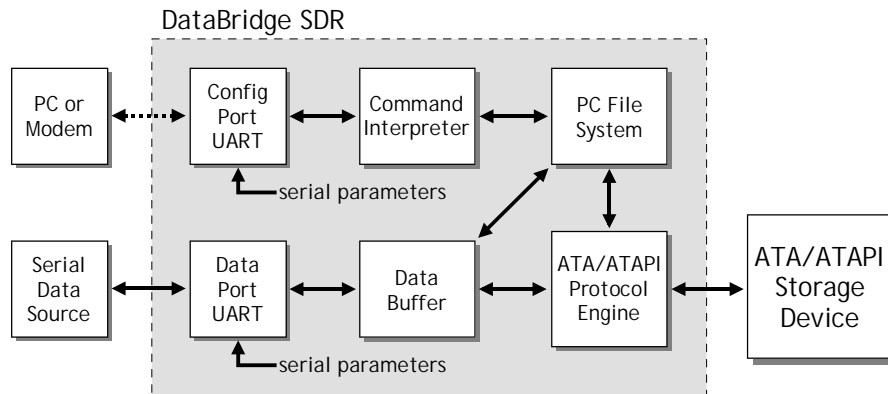 DataBridge SDR
PC or
Modem
Config
Port
UART
Command
Interpreter
PC File
System
serial parameters
Serial
Data
Source
Data
Port
UART
Data
Buffer
ATA/ATAPI
Protocol
Engine
ATA/ATAPI
Storage
Device
serial parameters